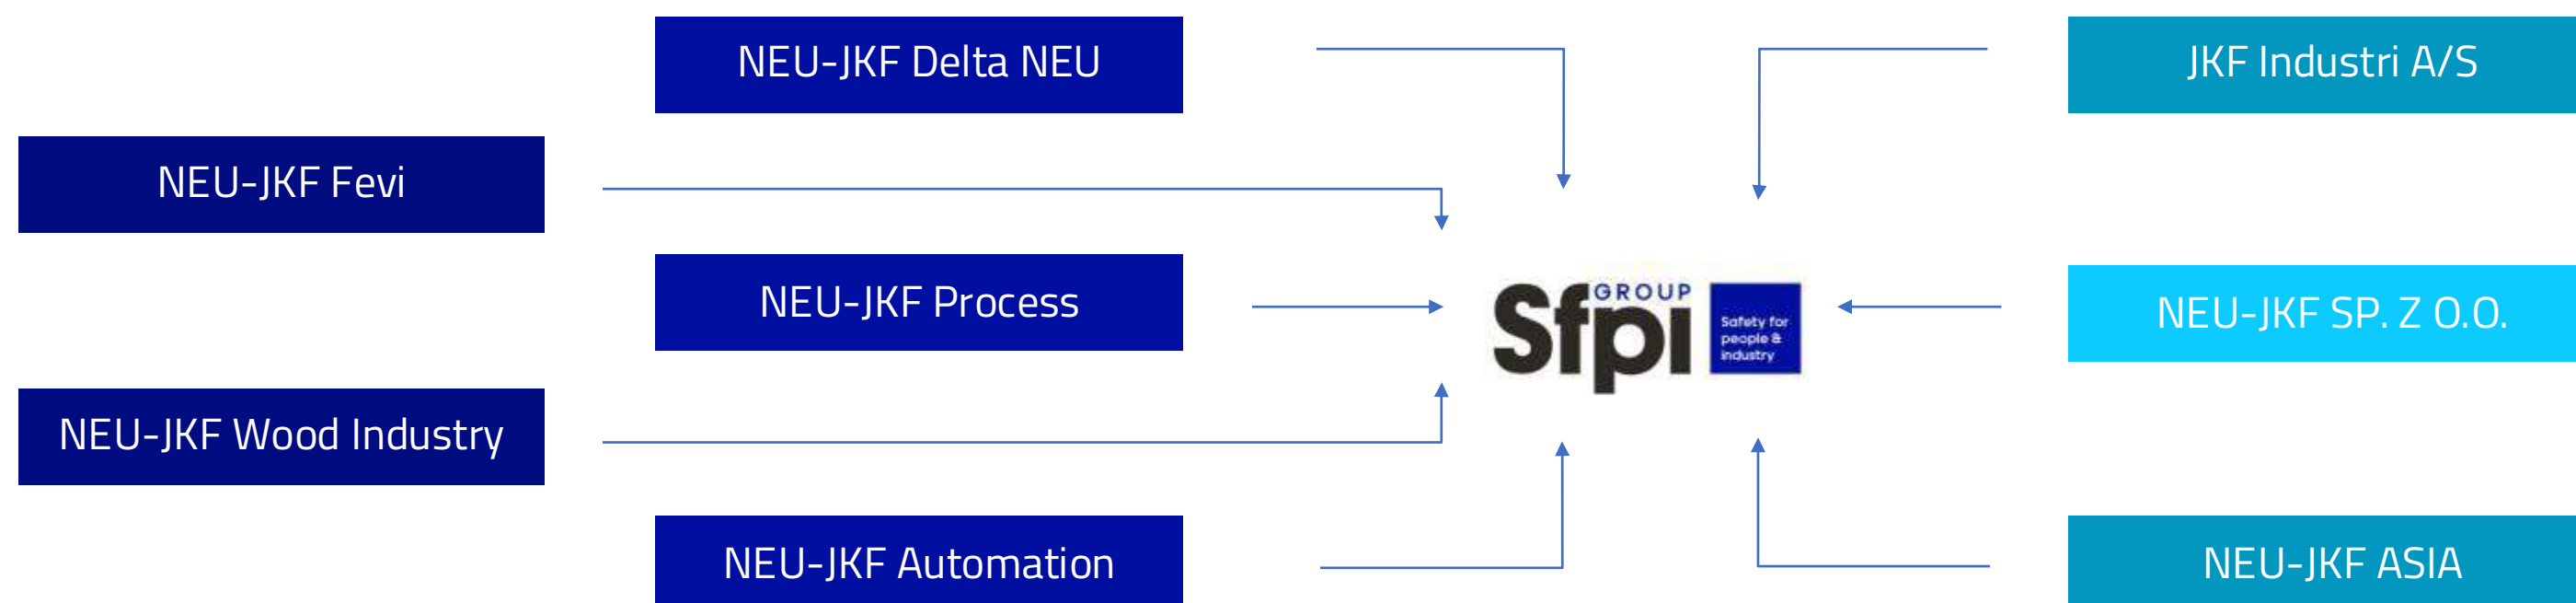 NEU-JKF Delta NEU
JKF Industri A/S
NEU-JKF Fevi
NEU-JKF Process
GROUP
Sfpi
Safety for
people &
industry
NEU-JKF SP. Z O.O.
NEU-JKF Wood Industry
NEU-JKF Automation
NEU-JKF ASIA